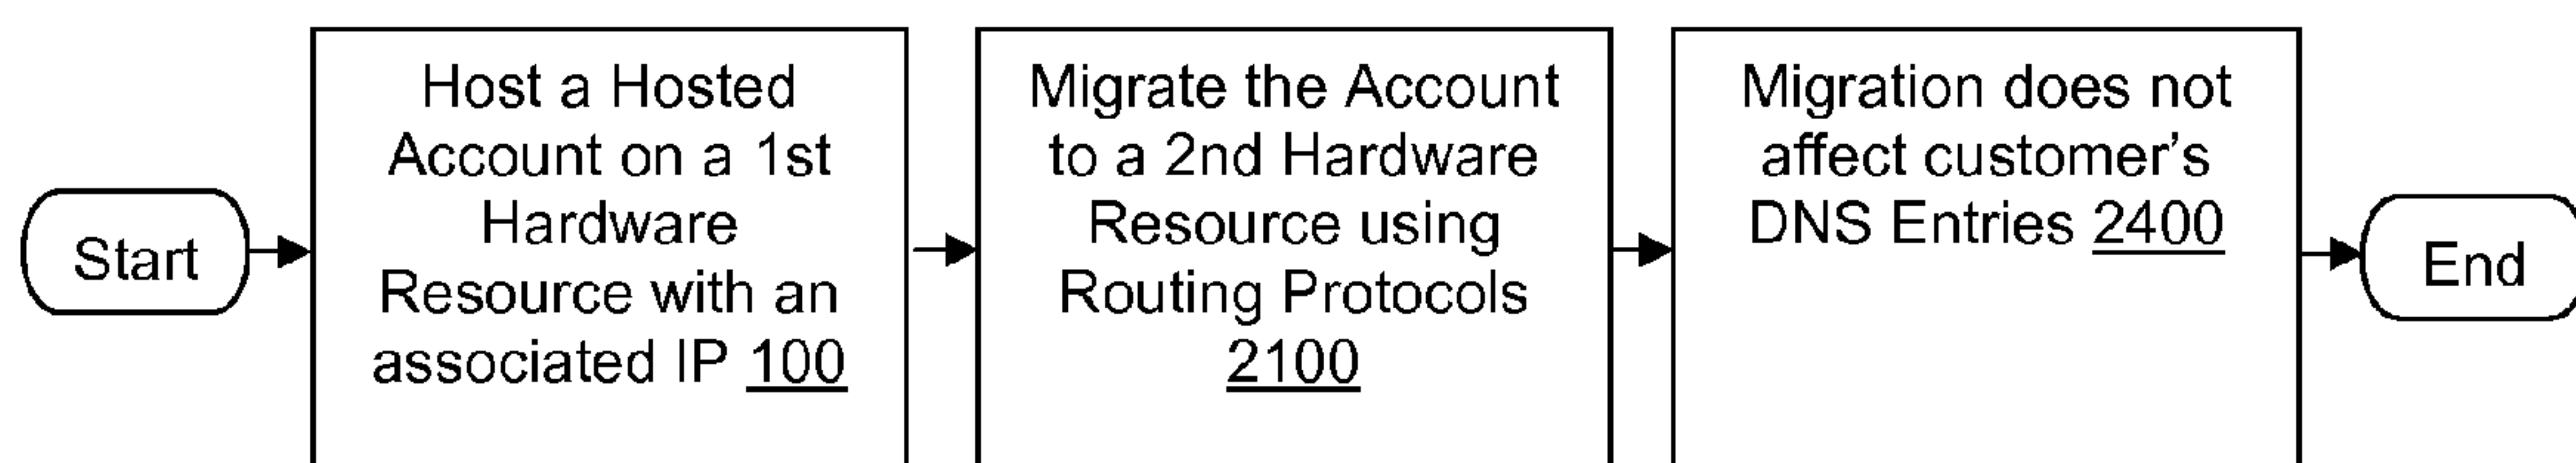 Start
Host a Hosted
Account on a 1st
Hardware
Resource with an
associated IP 100
Migrate the Account
to a 2nd Hardware
Resource using
Routing Protocols
2100
Migration does not
affect customer’s
DNS Entries 2400
End